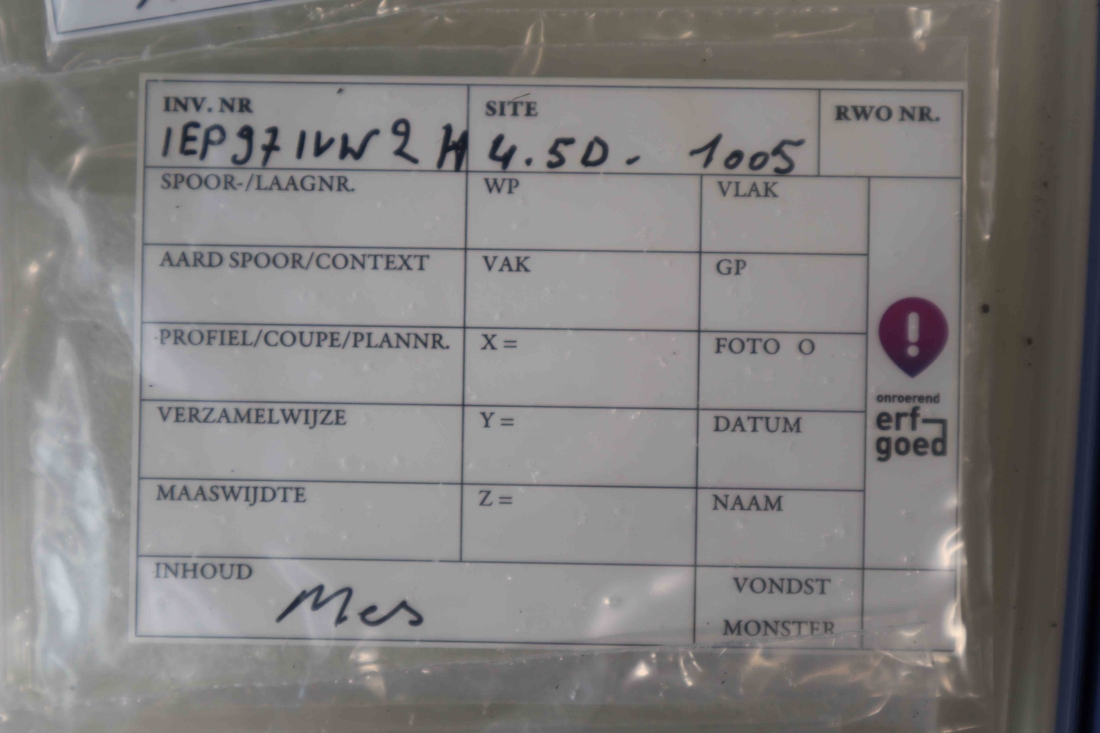 INV. NR SITE RWO NR.
IEP97IVW2H 4.5D. 1005
SPOOR-/LAAGNR. WP VLAK
AARD SPOOR/CONTEXT VAK GP
PROFIEL/COUPE/PLANNR. X = FOTO O
VERZAMELWIJZE Y = DATUM
MAASWIJDTE Z = NAAM
onroerend
erf
goed
INHOUD VONDST
Mes
MONSTER